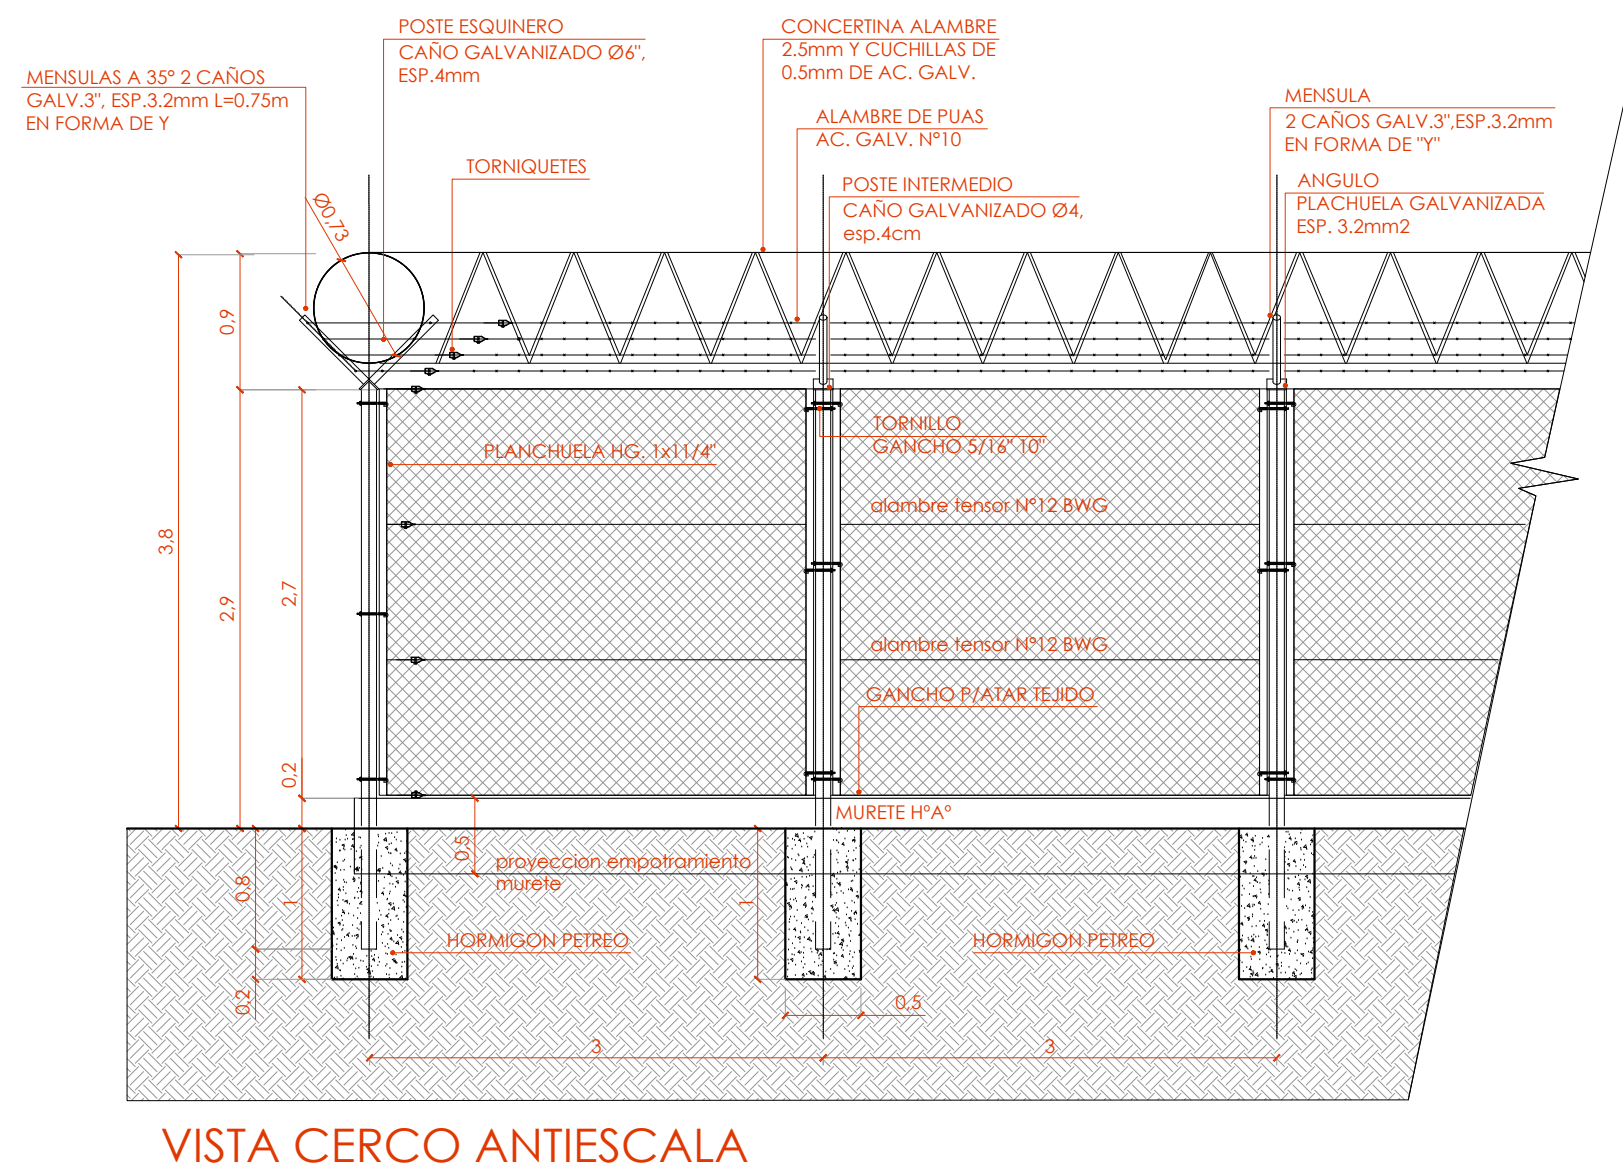 POSTE ESQUINERO
CAÑO GALVANIZADO Ø6",
ESP.4mm
CONCERTINA ALAMBRE
2.5mm Y CUCHILLAS DE
0.5mm DE AC. GALV.
MENSULAS A 35° 2 CAÑOS
GALV.3", ESP.3.2mm L=0.75m
EN FORMA DE Y
MENSULA
2 CAÑOS GALV.3",ESP.3.2mm
EN FORMA DE "Y"
ALAMBRE DE PUAS
AC. GALV. N°10
TORNIQUETES
POSTE INTERMEDIO
CAÑO GALVANIZADO Ø4,
esp.4cm
ANGULO
PLACHUELA GALVANIZADA
ESP. 3.2mm2
Ø0,73
0,9
3,8
2,9
2,7
0,2
TORNILLO
GANCHO 5/16" 10"
PLANCHUELA HG. 1x11/4"
alambre tensor N°12 BWG
alambre tensor N°12 BWG
GANCHO P/ATAR TEJIDO
MURETE H°A°
0,5
proyeccion empotramiento
murete
0,8
1
1
HORMIGON PETREO
HORMIGON PETREO
0,2
0,5
3
3
VISTA CERCO ANTIESCALA